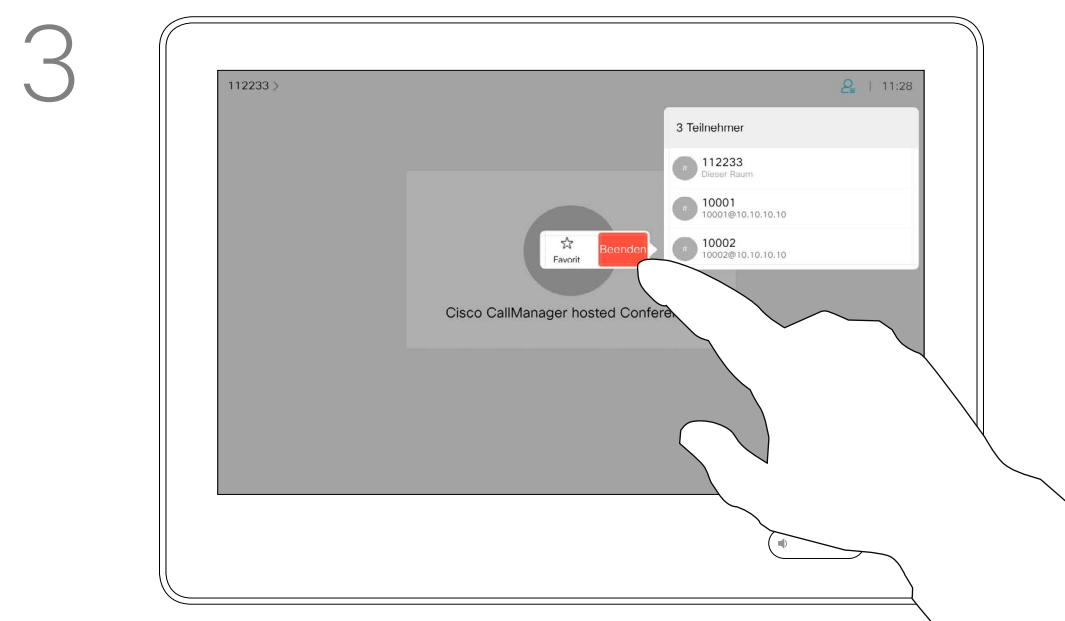 3
112233 >
| 11:28
3 Teilnehmer
# 112233
Dieser Raum
# 10001
10001@10.10.10.10
# 10002
10002@10.10.10.10
Favorit
Beenden
Cisco CallManager hosted